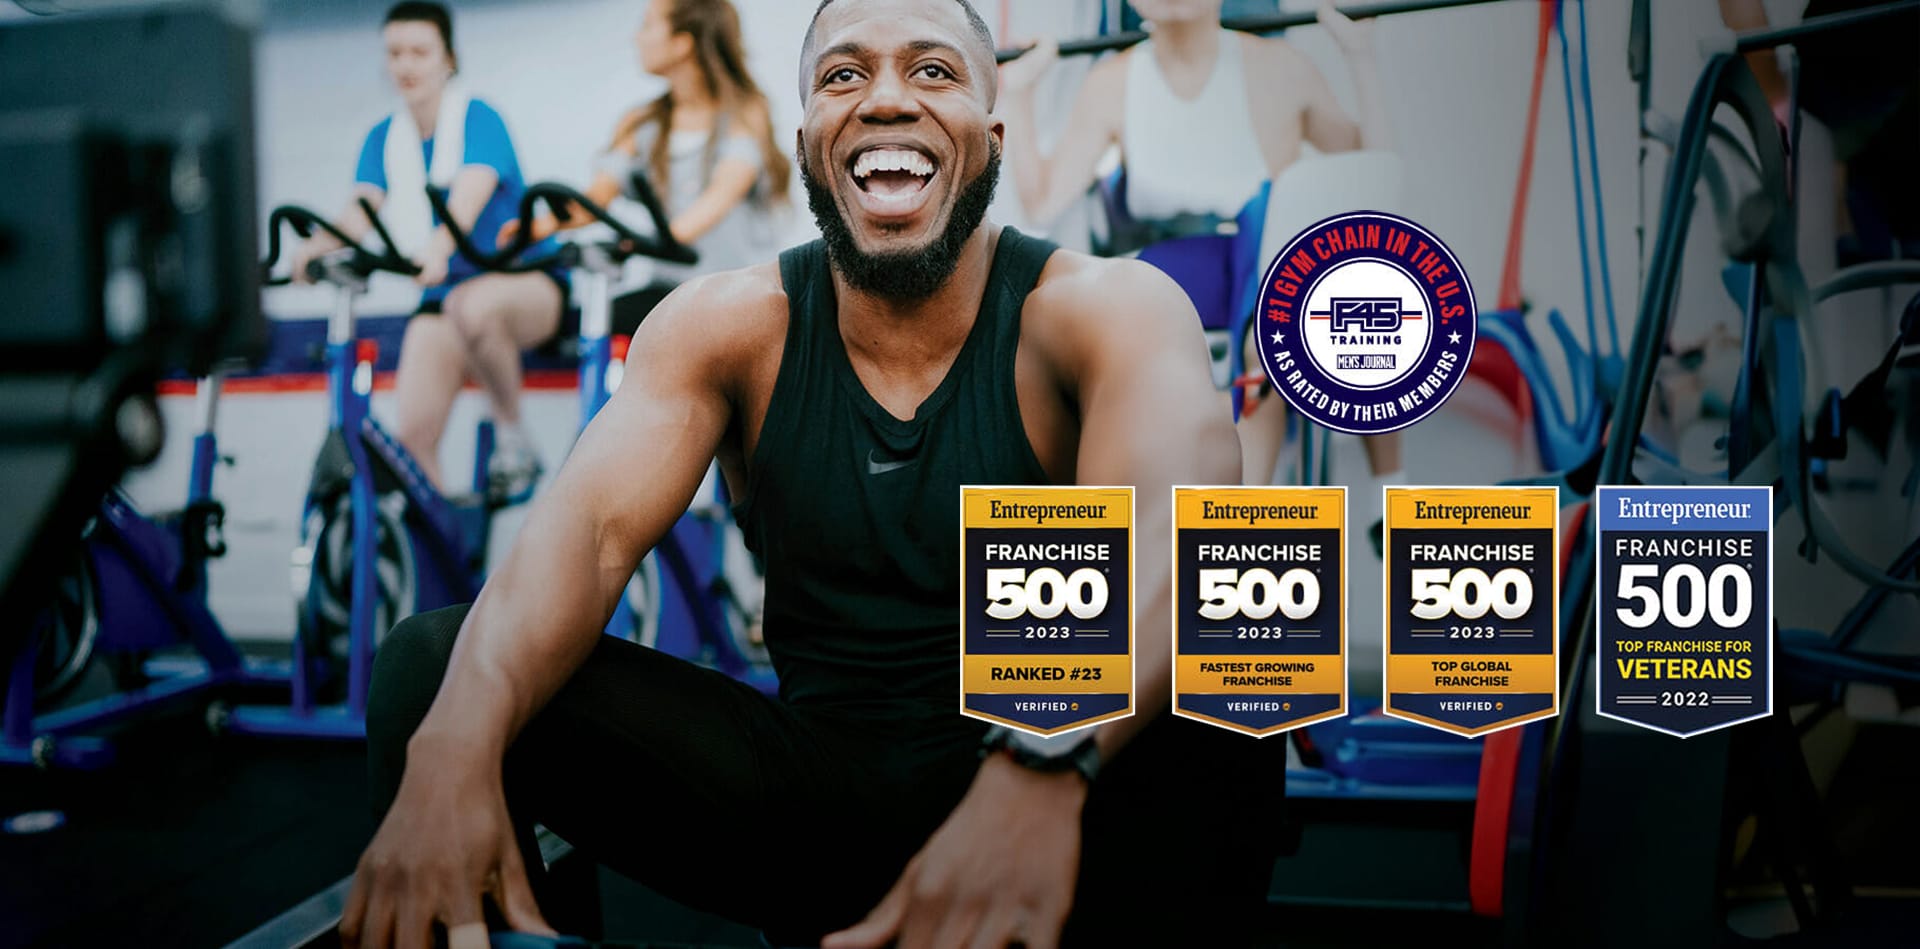 #1 GYM CHAIN IN THE U.S.
F45
TRAINING
MEN'S JOURNAL
★ AS RATED BY THEIR MEMBERS ★
Entrepreneur
FRANCHISE
500®
2023
RANKED #23
VERIFIED
Entrepreneur
FRANCHISE
500®
2023
FASTEST GROWING
FRANCHISE
VERIFIED
Entrepreneur
FRANCHISE
500®
2023
TOP GLOBAL
FRANCHISE
VERIFIED
Entrepreneur
FRANCHISE
500®
TOP FRANCHISE FOR
VETERANS
2022